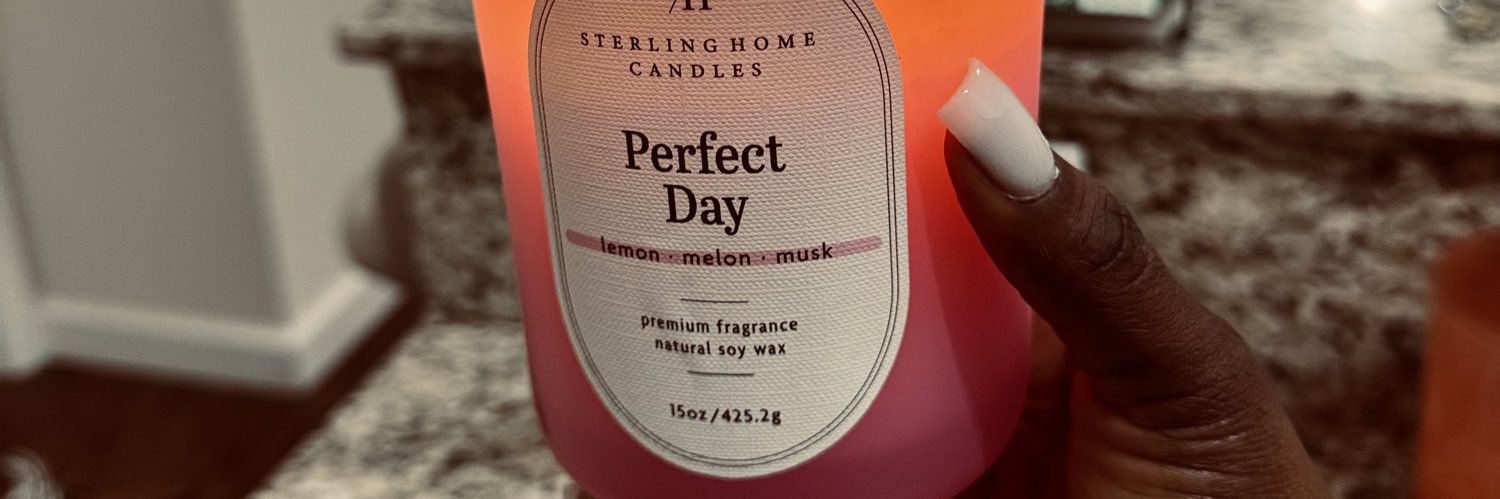 STERLING HOME
CANDLES
Perfect
Day
lemon · melon · musk
premium fragrance
natural soy wax
15oz/425.2g